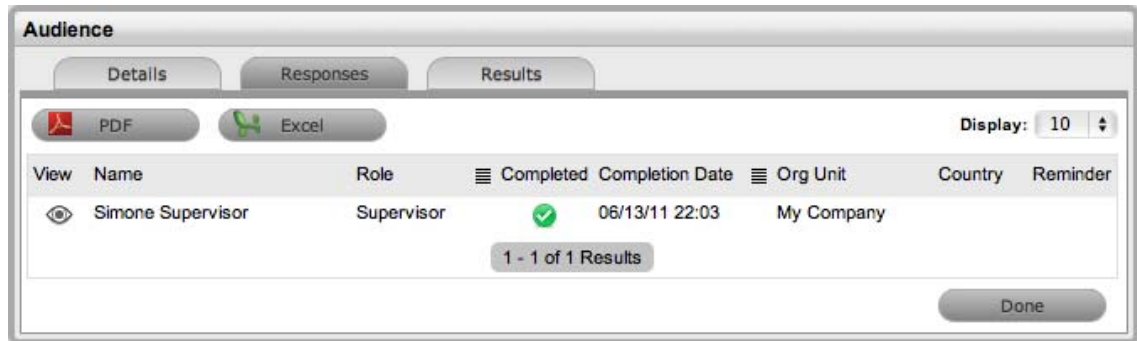 Audience
Details Responses Results
PDF Excel Display: 10
View Name Role Completed Completion Date Org Unit Country Reminder
Simone Supervisor Supervisor 06/13/11 22:03 My Company
1 - 1 of 1 Results
Done